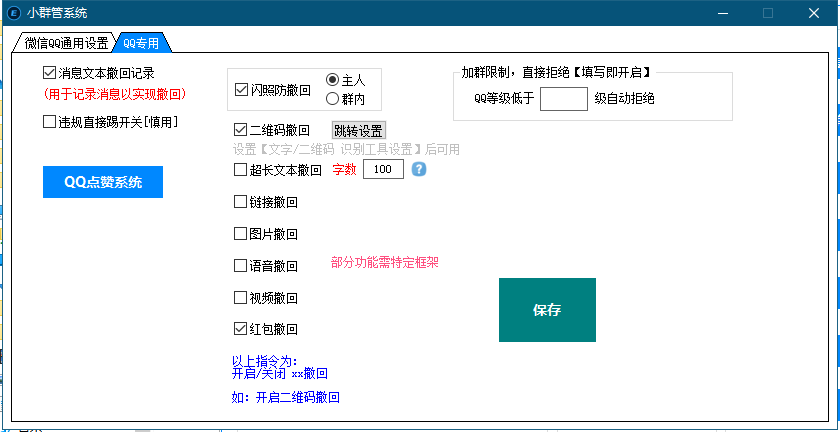 小群管系统
微信QQ通用设置
QQ专用
消息文本撤回记录
(用于记录消息以实现撤回)
违规直接踢开关[慎用]
QQ点赞系统
闪照防撤回
主人
群内
二维码撤回
跳转设置
设置【文字/二维码 识别工具设置】后可用
超长文本撤回 字数 100 ?
链接撤回
图片撤回
语音撤回
部分功能需特定框架
视频撤回
红包撤回
以上指令为:
开启/关闭 xx撤回
如: 开启二维码撤回
加群限制, 直接拒绝【填写即开启】
QQ等级低于 级自动拒绝
保存